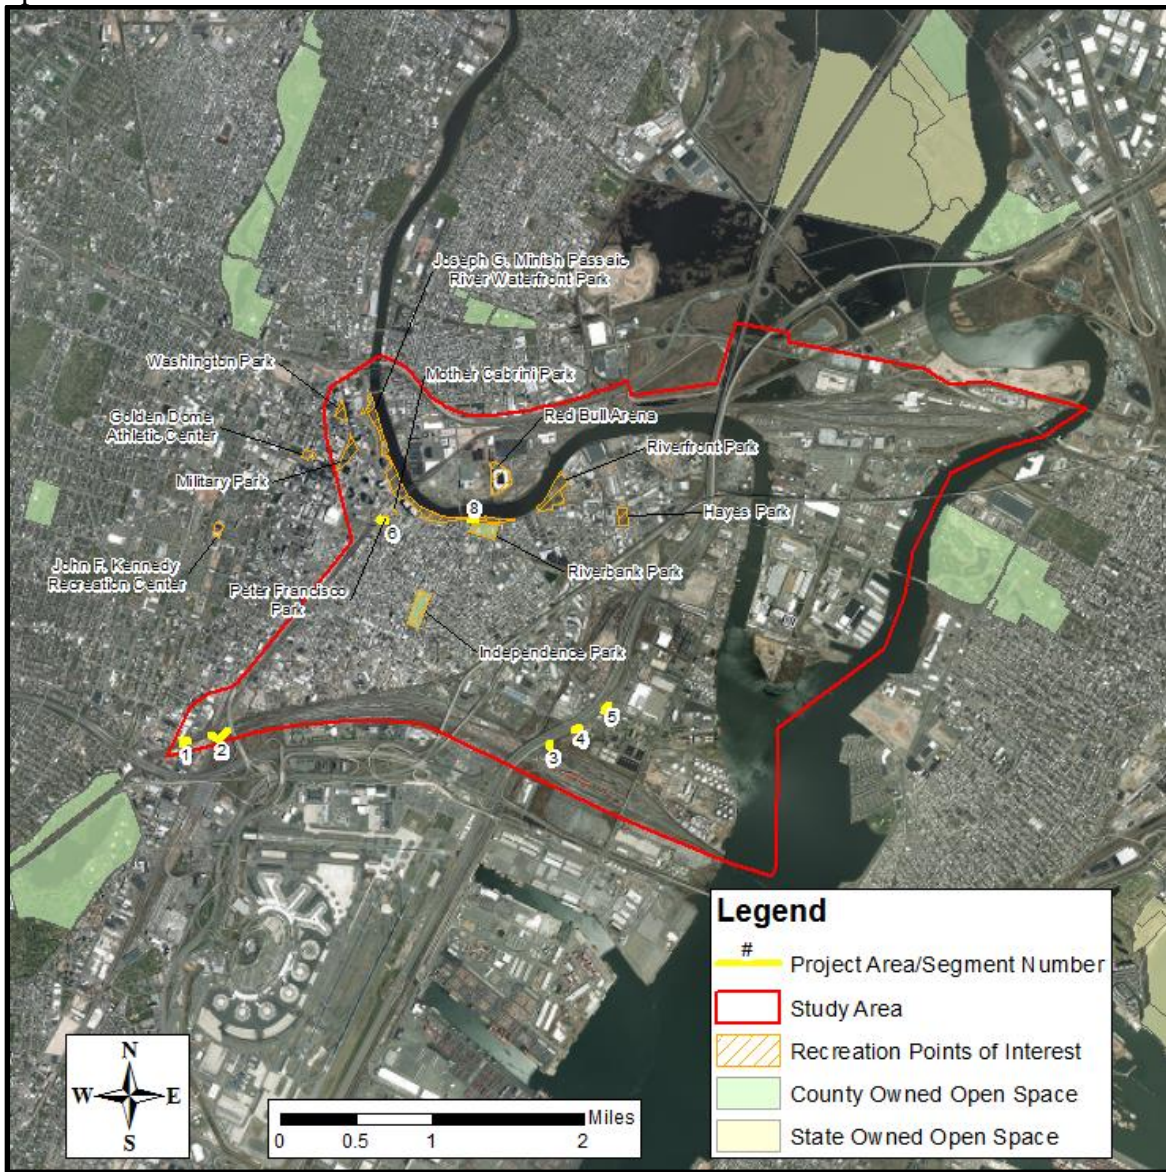 Joseph G. Minish Passaic
River Waterfront Park
Washington Park
Mother Cabrini Park
Golden Dome
Athletic Center
Red Bull Arena
Riverfront Park
Military Park
8
6
Hayes Park
John F. Kennedy
Recreation Center
Riverbank Park
Peter Francisco
Park
Independence Park
5
4
1
2
3
Legend
#
Project Area/Segment Number
Study Area
Recreation Points of Interest
County Owned Open Space
State Owned Open Space
N
W
E
S
Miles
0
0.5
1
2